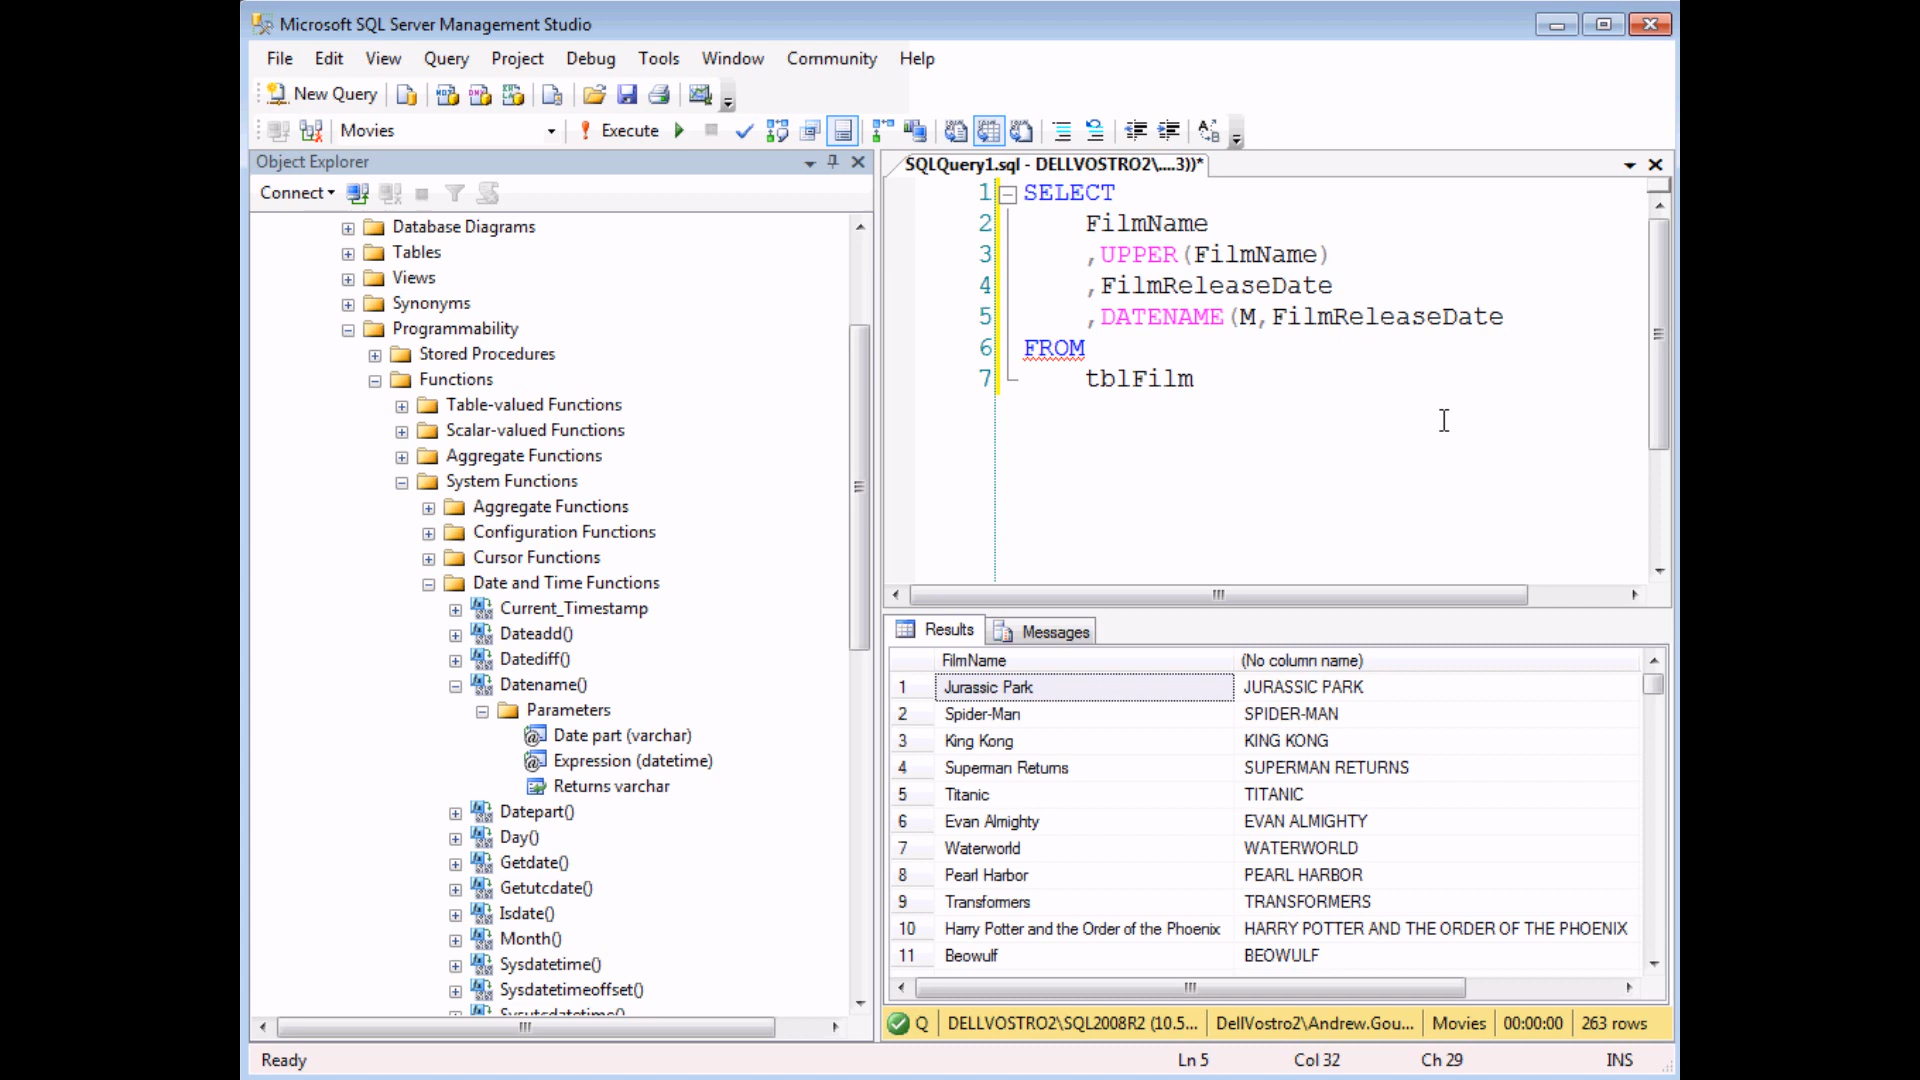 Microsoft SQL Server Management Studio
File Edit View Query Project Debug Tools Window Community Help
New Query
Movies Execute
Object Explorer
Connect
Database Diagrams
Tables
Views
Synonyms
Programmability
Stored Procedures
Functions
Table-valued Functions
Scalar-valued Functions
Aggregate Functions
System Functions
Aggregate Functions
Configuration Functions
Cursor Functions
Date and Time Functions
Current_Timestamp
Dateadd()
Datediff()
Datename()
Parameters
Date part (varchar)
Expression (datetime)
Returns varchar
Datepart()
Day()
Getdate()
Getutcdate()
Isdate()
Month()
Sysdatetime()
Sysdatetimeoffset()
SQLQuery1.sql - DELLVOSTRO2\....3))*
1 SELECT
2 FilmName
3 ,UPPER(FilmName)
4 ,FilmReleaseDate
5 ,DATENAME(M,FilmReleaseDate
6 FROM
7 tblFilm
Results Messages
FilmName (No column name)
1 Jurassic Park JURASSIC PARK
2 Spider-Man SPIDER-MAN
3 King Kong KING KONG
4 Superman Returns SUPERMAN RETURNS
5 Titanic TITANIC
6 Evan Almighty EVAN ALMIGHTY
7 Waterworld WATERWORLD
8 Pearl Harbor PEARL HARBOR
9 Transformers TRANSFORMERS
10 Harry Potter and the Order of the Phoenix HARRY POTTER AND THE ORDER OF THE PHOENIX
11 Beowulf BEOWULF
Q DELLVOSTRO2\SQL2008R2 (10.5... DellVostro2\Andrew.Gou... Movies 00:00:00 263 rows
Ready Ln 5 Col 32 Ch 29 INS